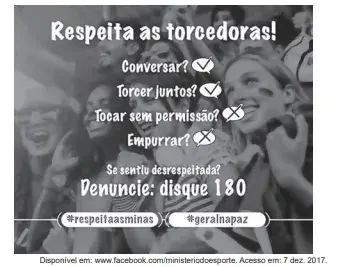 Respeita as torcedoras!
Conversar?
Torcer juntos?
Tocar sem permissão?
Empurrar?
Se sentiu desrespeitada?
Denuncie: disque 180
#respeitaasminas #geralnapaz
Disponível em: www.facebook.com/ministeriodoesporte. Acesso em: 7 dez. 2017.